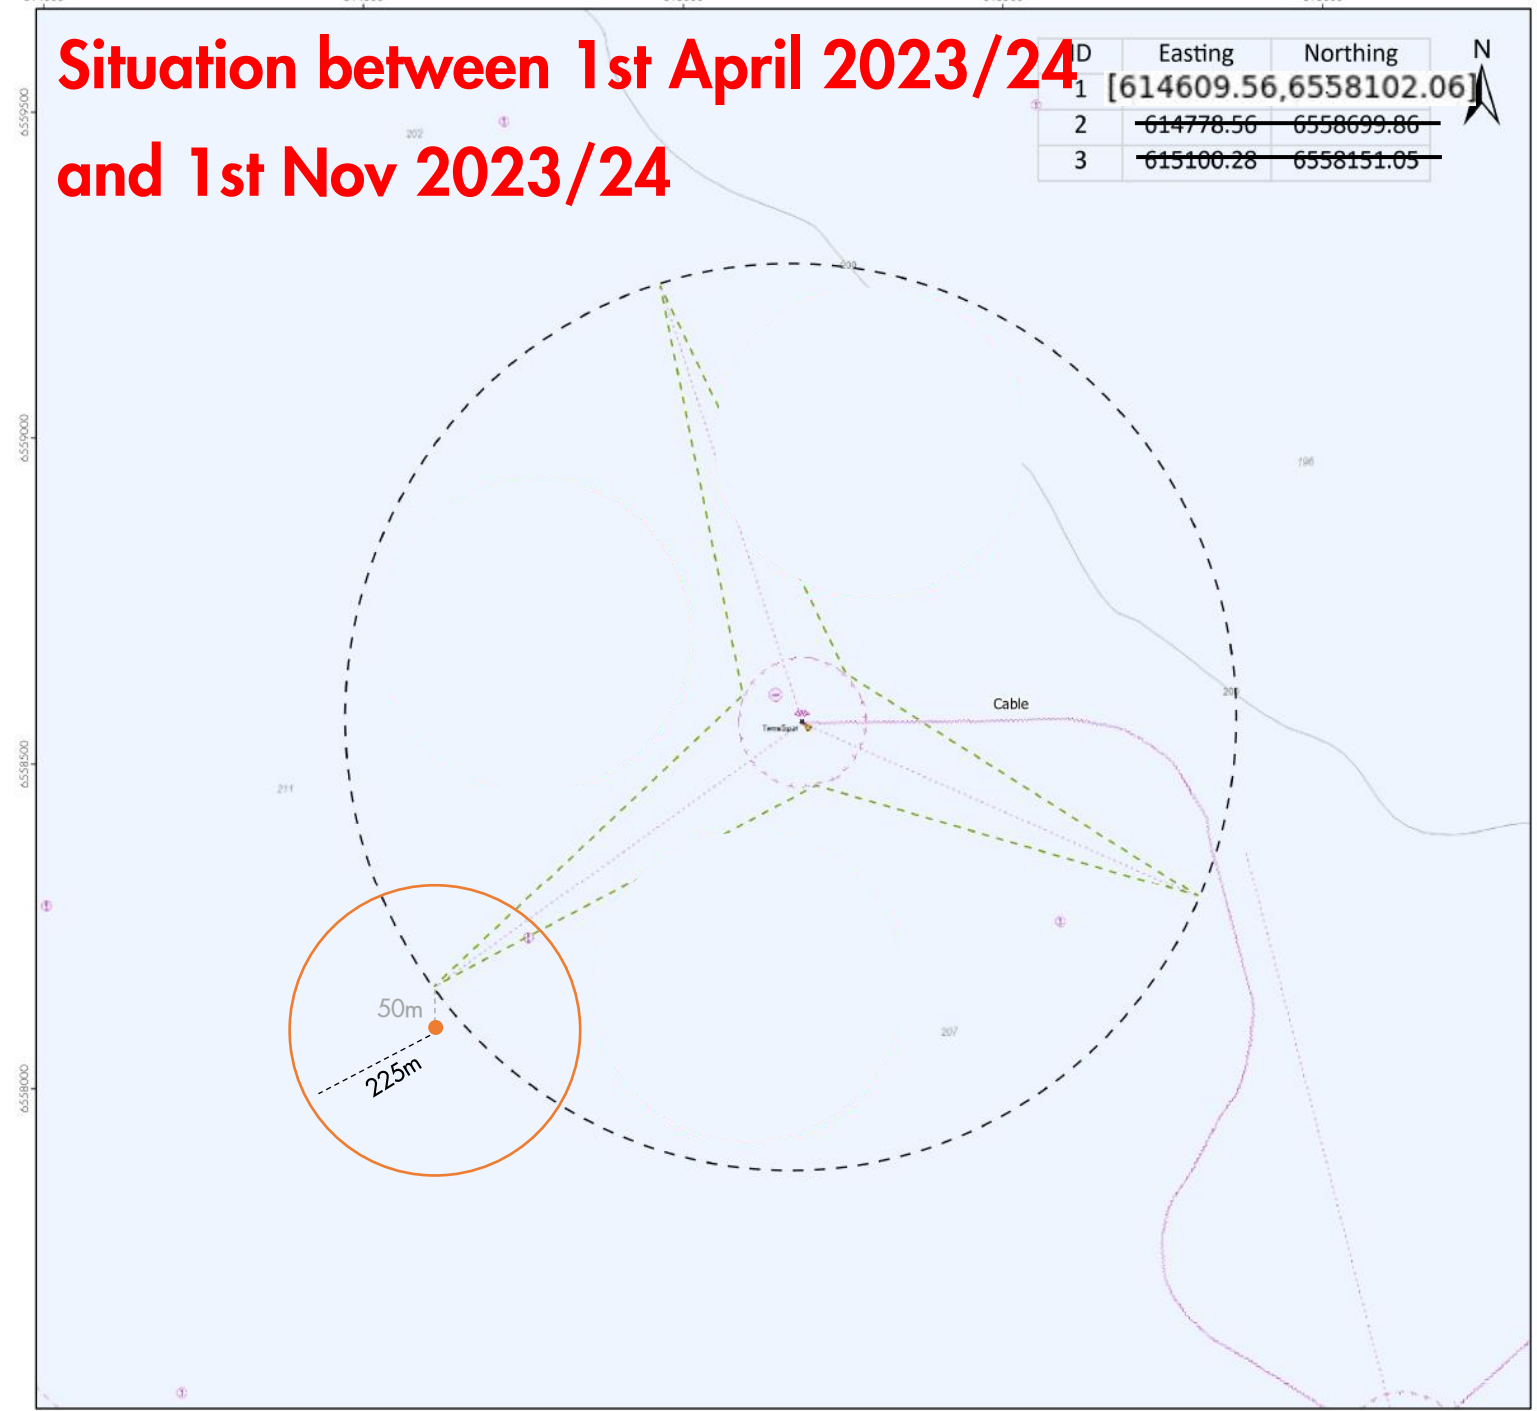 Situation between 1st April 2023/24
and 1st Nov 2023/24
ID Easting Northing
1 [614609.56,6558102.06]
2 614778.56 6558699.86
3 615100.28 6558151.05
N
6559500
202
209
6559000
196
Cable
6558500
211
50m
225m
207
6558000